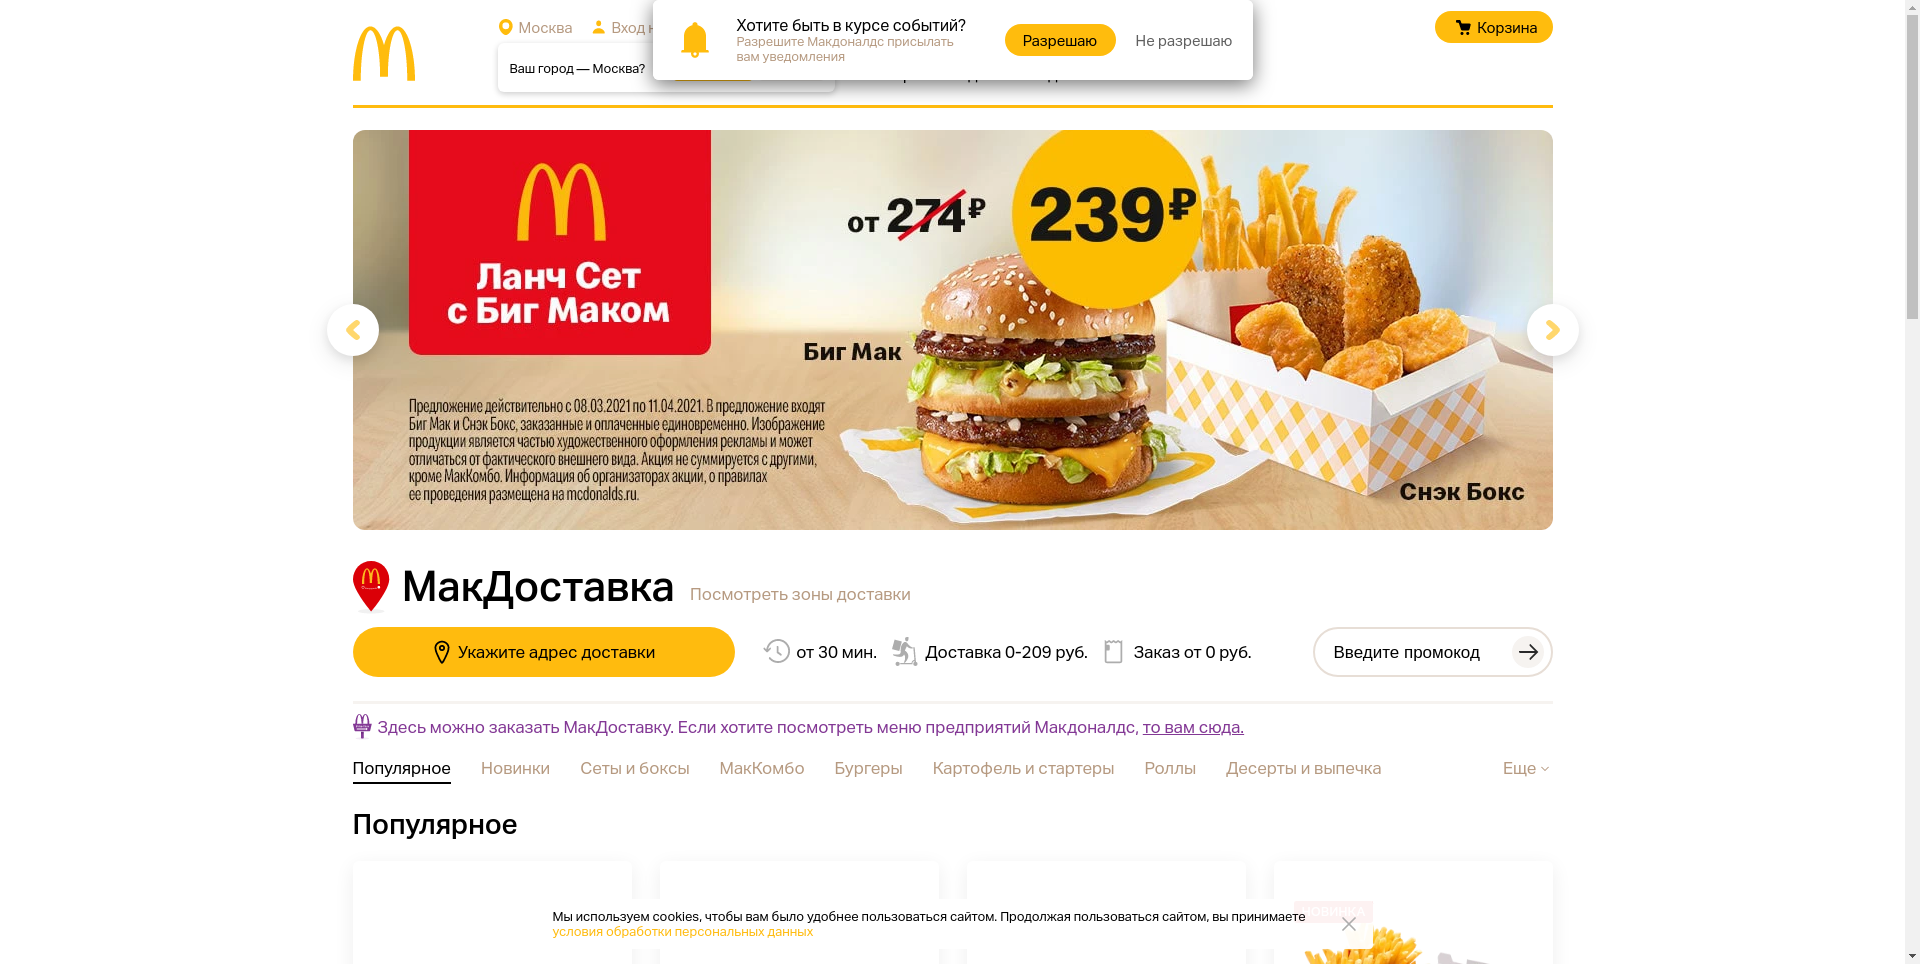 Москва
Вход
Хотите быть в курсе событий?
Разрешите Макдоналдс присылать
вам уведомления
Разрешаю
Не разрешаю
Корзина
Ваш город — Москва?
Ланч Сет
с Биг Маком
от 274₽
239₽
Биг Мак
Снэк Бокс
Предложение действительно с 08.03.2021 по 11.04.2021. В предложение входят
Биг Мак и Снэк Бокс, заказанные и оплаченные единовременно. Изображение
продукции является частью художественного оформления рекламы и может
отличаться от фактического внешнего вида. Акция не суммируется с другими,
кроме МакКомбо. Информация об организаторах акции, о правилах
ее проведения размещена на mcdonalds.ru.
МакДоставка
Посмотреть зоны доставки
Укажите адрес доставки
от 30 мин.
Доставка 0-209 руб.
Заказ от 0 руб.
Введите промокод
Здесь можно заказать МакДоставку. Если хотите посмотреть меню предприятий Макдоналдс, то вам сюда.
Популярное
Новинки
Сеты и боксы
МакКомбо
Бургеры
Картофель и стартеры
Роллы
Десерты и выпечка
Еще
Популярное
НОВИНКА
Мы используем cookies, чтобы вам было удобнее пользоваться сайтом. Продолжая пользоваться сайтом, вы принимаете
условия обработки персональных данных